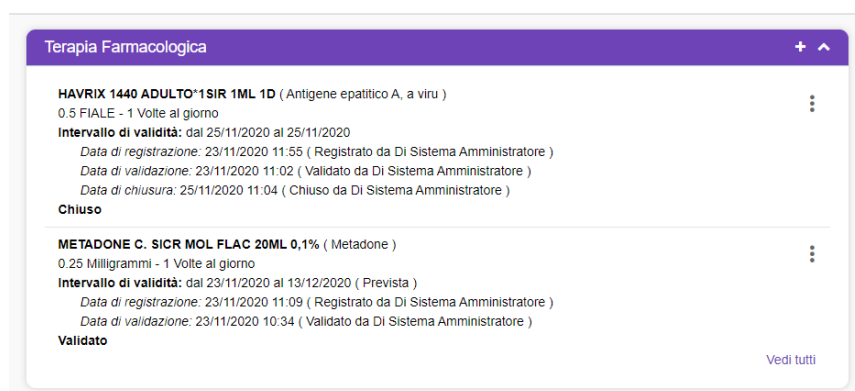 Terapia Farmacologica
HAVRIX 1440 ADULTO*1SIR 1ML 1D ( Antigene epatitico A, a viru )
0.5 FIALE - 1 Volte al giorno
Intervallo di validità: dal 25/11/2020 al 25/11/2020
Data di registrazione: 23/11/2020 11:55 ( Registrato da Di Sistema Amministratore )
Data di validazione: 23/11/2020 11:02 ( Validato da Di Sistema Amministratore )
Data di chiusura: 25/11/2020 11:04 ( Chiuso da Di Sistema Amministratore )
Chiuso
METADONE C. SICR MOL FLAC 20ML 0,1% ( Metadone )
0.25 Milligrammi - 1 Volte al giorno
Intervallo di validità: dal 23/11/2020 al 13/12/2020 ( Prevista )
Data di registrazione: 23/11/2020 11:09 ( Registrato da Di Sistema Amministratore )
Data di validazione: 23/11/2020 10:34 ( Validato da Di Sistema Amministratore )
Validato
Vedi tutti